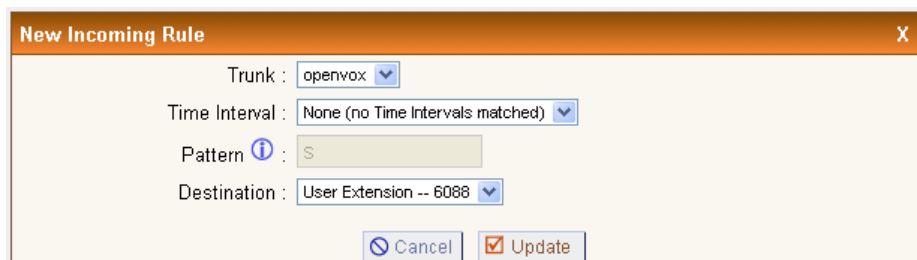 New Incoming Rule X
Trunk : openvox
Time Interval : None (no Time Intervals matched)
Pattern i : S
Destination : User Extension -- 6088
Cancel Update